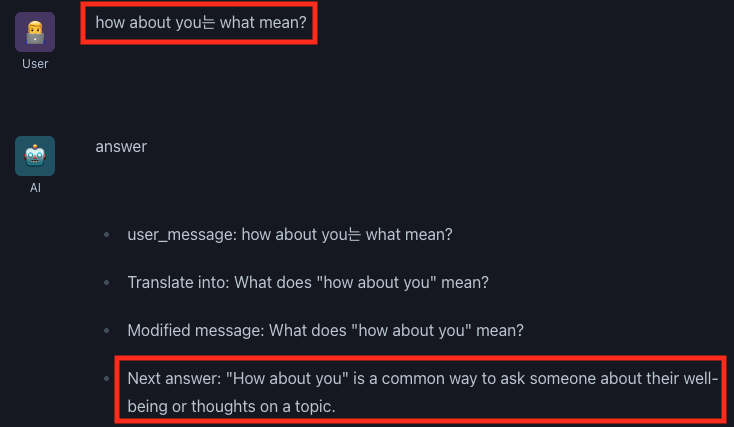 how about you는 what mean?
User
answer
AI
user_message: how about you는 what mean?
Translate into: What does "how about you" mean?
Modified message: What does "how about you" mean?
Next answer: "How about you" is a common way to ask someone about their well-
being or thoughts on a topic.